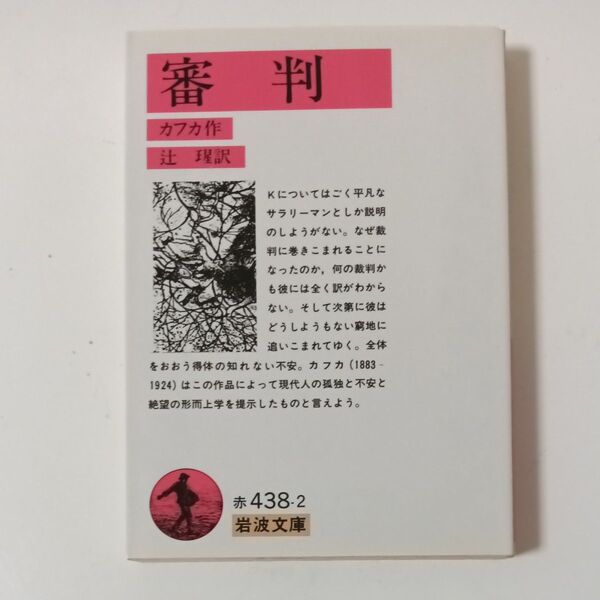 審判
カフカ作
辻 瑆訳
Kについてはごく平凡な
サラリーマンとしか説明
のしようがない。なぜ裁
判に巻きこまれることに
なったのか，何の裁判か
も彼には全く訳がわから
ない。そして次第に彼は
どうしようもない窮地に
追いこまれてゆく。全体
をおおう得体の知れない不安。カフカ（1883‐
1924）はこの作品によって現代人の孤独と不安と
絶望の形而上学を提示したものと言えよう。
赤438-2
岩波文庫